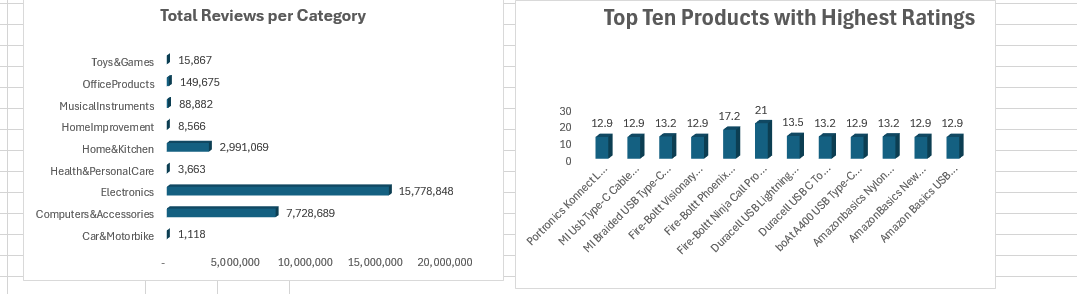 Total Reviews per Category
Toys&Games 15,867
OfficeProducts 149,675
MusicalInstruments 88,882
HomeImprovement 8,566
Home&Kitchen 2,991,069
Health&PersonalCare 3,663
Electronics 15,778,848
Computers&Accessories 7,728,689
Car&Motorbike 1,118
- 5,000,000 10,000,000 15,000,000 20,000,000
Top Ten Products with Highest Ratings
30
20
10
0
12.9 12.9 13.2 12.9 17.2 21 13.5 13.2 12.9 13.2 12.9 12.9
Portronics Konnect L...
MI Usb Type-C Cable...
MI Braided USB Type-C...
Fire-Boltt Visionary...
Fire-Boltt Phoenix...
Fire-Boltt Ninja Call Pro...
Duracell USB Lightning...
Duracell USB C To...
boAt A400 USB Type-C...
Amazonbasics Nylon...
AmazonBasics New...
Amazon Basics USB...